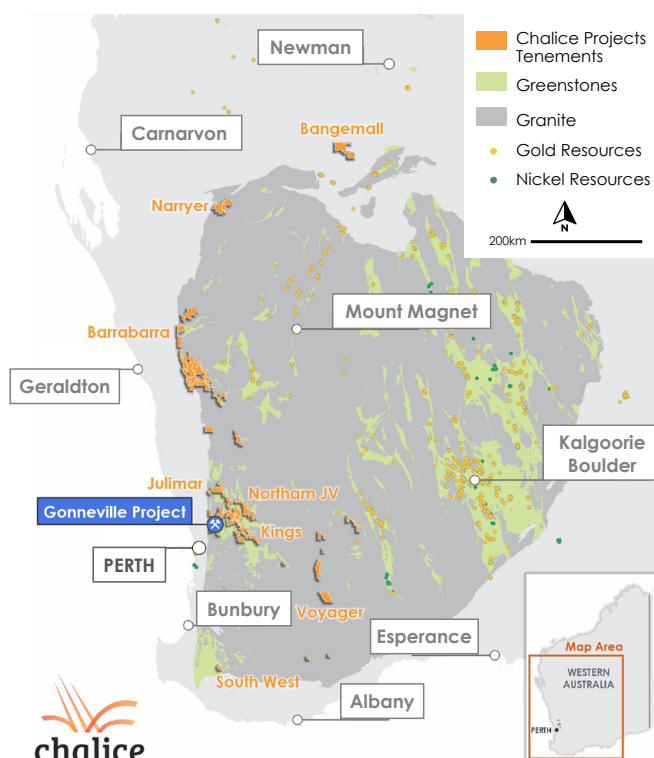 Newman
Chalice Projects
Tenements
Greenstones
Granite
Gold Resources
Nickel Resources
N
200km
Carnarvon
Bangemall
Narryer
Mount Magnet
Barrabarra
Geraldton
Kalgoorlie
Boulder
Julimar
Northam JV
Gonneville Project
Kings
PERTH
Bunbury
Voyager
Esperance
South West
Albany
Map Area
WESTERN
AUSTRALIA
PERTH
chalice